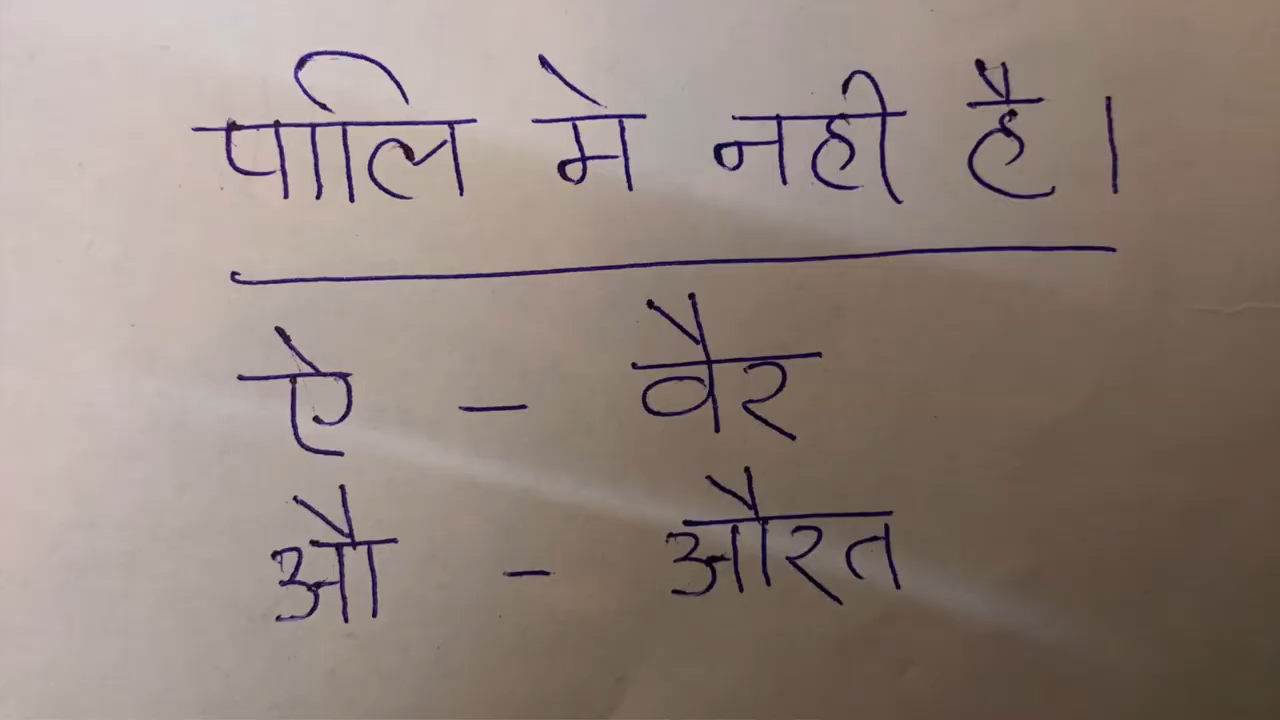 पालि मे नही है।
ऐ - वैर
औ - औरत